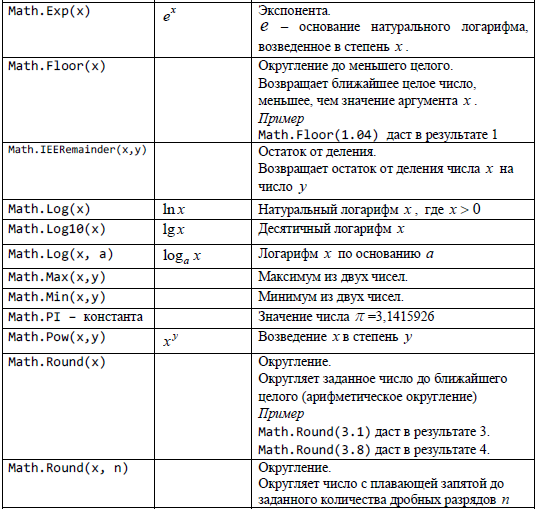 Math.Exp(x) e^x Экспонента.
e – основание натурального логарифма,
возведенное в степень x .
Math.Floor(x) Округление до меньшего целого.
Возвращает ближайшее целое число,
меньшее, чем значение аргумента x .
Пример
Math.Floor(1.04) даст в результате 1
Math.IEERemainder(x,y) Остаток от деления.
Возвращает остаток от деления числа x на
число y
Math.Log(x) ln x Натуральный логарифм x , где x > 0
Math.Log10(x) lg x Десятичный логарифм x
Math.Log(x, a) log_a x Логарифм x по основанию a
Math.Max(x,y) Максимум из двух чисел.
Math.Min(x,y) Минимум из двух чисел.
Math.PI – константа Значение числа π =3,1415926
Math.Pow(x,y) x^y Возведение x в степень y
Math.Round(x) Округление.
Округляет заданное число до ближайшего
целого (арифметическое округление)
Пример
Math.Round(3.1) даст в результате 3.
Math.Round(3.8) даст в результате 4.
Math.Round(x, n) Округление.
Округляет число с плавающей запятой до
заданного количества дробных разрядов n